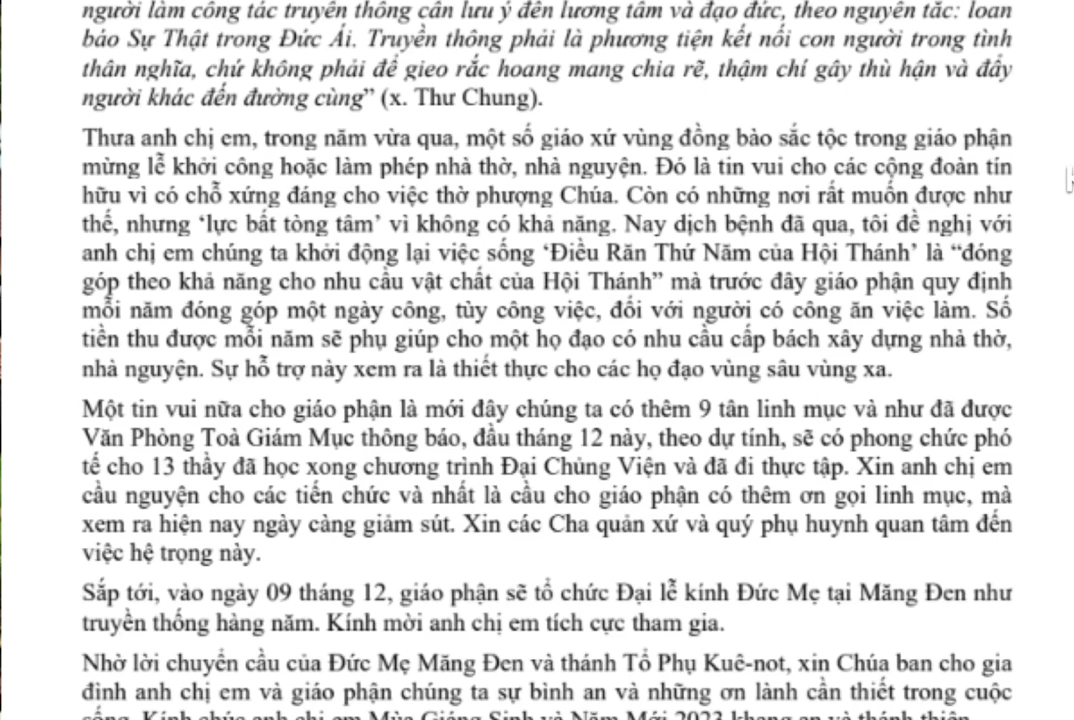 người làm công tác truyền thông cần lưu ý đến lương tâm và đạo đức, theo nguyên tắc: loan
báo Sự Thật trong Đức Ái. Truyền thông phải là phương tiện kết nối con người trong tình
thân nghĩa, chứ không phải để gieo rắc hoang mang chia rẽ, thậm chí gây thù hận và đẩy
người khác đến đường cùng” (x. Thư Chung).
Thưa anh chị em, trong năm vừa qua, một số giáo xứ vùng đồng bào sắc tộc trong giáo phận
mừng lễ khởi công hoặc làm phép nhà thờ, nhà nguyện. Đó là tin vui cho các cộng đoàn tín
hữu vì có chỗ xứng đáng cho việc thờ phượng Chúa. Còn có những nơi rất muốn được như
thế, nhưng ‘lực bất tòng tâm’ vì không có khả năng. Nay dịch bệnh đã qua, tôi đề nghị với
anh chị em chúng ta khởi động lại việc sống ‘Điều Răn Thứ Năm của Hội Thánh’ là “đóng
góp theo khả năng cho nhu cầu vật chất của Hội Thánh” mà trước đây giáo phận quy định
mỗi năm đóng góp một ngày công, tùy công việc, đối với người có công ăn việc làm. Số
tiền thu được mỗi năm sẽ phụ giúp cho một họ đạo có nhu cầu cấp bách xây dựng nhà thờ,
nhà nguyện. Sự hỗ trợ này xem ra là thiết thực cho các họ đạo vùng sâu vùng xa.
Một tin vui nữa cho giáo phận là mới đây chúng ta có thêm 9 tân linh mục và như đã được
Văn Phòng Toà Giám Mục thông báo, đầu tháng 12 này, theo dự tính, sẽ có phong chức phó
tế cho 13 thầy đã học xong chương trình Đại Chủng Viện và đã đi thực tập. Xin anh chị em
cầu nguyện cho các tiến chức và nhất là cầu cho giáo phận có thêm ơn gọi linh mục, mà
xem ra hiện nay ngày càng giảm sút. Xin các Cha quản xứ và quý phụ huynh quan tâm đến
việc hệ trọng này.
Sắp tới, vào ngày 09 tháng 12, giáo phận sẽ tổ chức Đại lễ kính Đức Mẹ tại Măng Đen như
truyền thống hàng năm. Kính mời anh chị em tích cực tham gia.
Nhờ lời chuyển cầu của Đức Mẹ Măng Đen và thánh Tổ Phụ Kuê-not, xin Chúa ban cho gia
đình anh chị em và giáo phận chúng ta sự bình an và những ơn lành cần thiết trong cuộc
sống. Kính chúc anh chị em Mùa Giáng Sinh và Năm Mới 2023 khang an và thánh thiện.